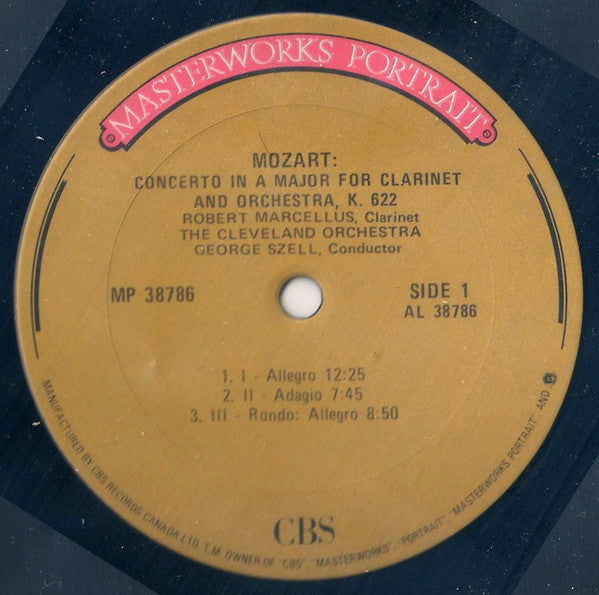 MASTERWORKS PORTRAIT
MOZART:
CONCERTO IN A MAJOR FOR CLARINET
AND ORCHESTRA, K. 622
ROBERT MARCELLUS, Clarinet
THE CLEVELAND ORCHESTRA
GEORGE SZELL, Conductor
MP 38786
SIDE 1
AL 38786
1. I - Allegro 12:25
2. II - Adagio 7:45
3. III - Rondo: Allegro 8:50
CBS
MANUFACTURED BY CBS RECORDS CANADA LTD. T.M. OWNER OF "CBS", "MASTERWORKS" - "PORTRAIT" - "MASTERWORKS PORTRAIT" AND